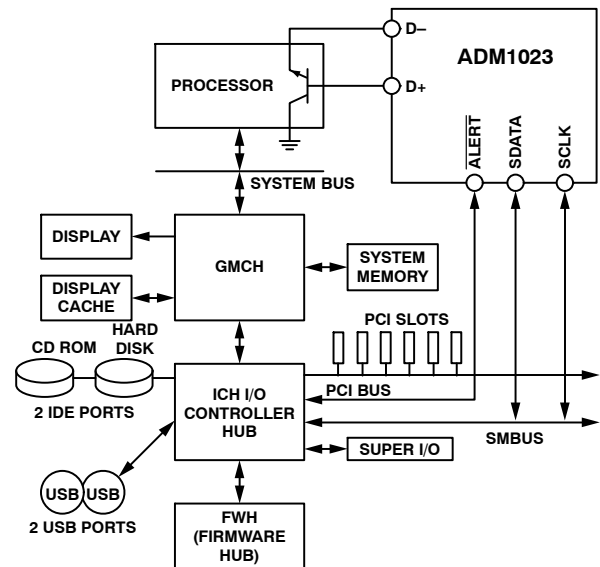 D–
ADM1023
PROCESSOR
D+
ALERT
SDATA
SCLK
SYSTEM BUS
DISPLAY
GMCH
SYSTEM
MEMORY
DISPLAY
CACHE
HARD
DISK
PCI SLOTS
CD ROM
ICH I/O
CONTROLLER
HUB
PCI BUS
2 IDE PORTS
SMBUS
SUPER I/O
USB
USB
2 USB PORTS
FWH
(FIRMWARE
HUB)